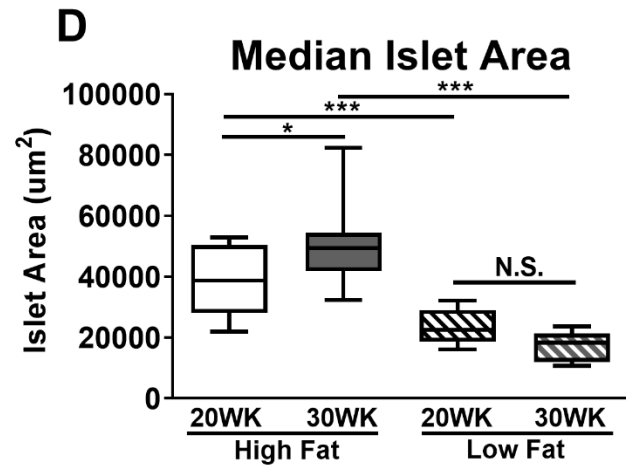 D
Median Islet Area
Islet Area (um²)
100000
80000
60000
40000
20000
0
***
***
*
N.S.
20WK 30WK 20WK 30WK
High Fat Low Fat